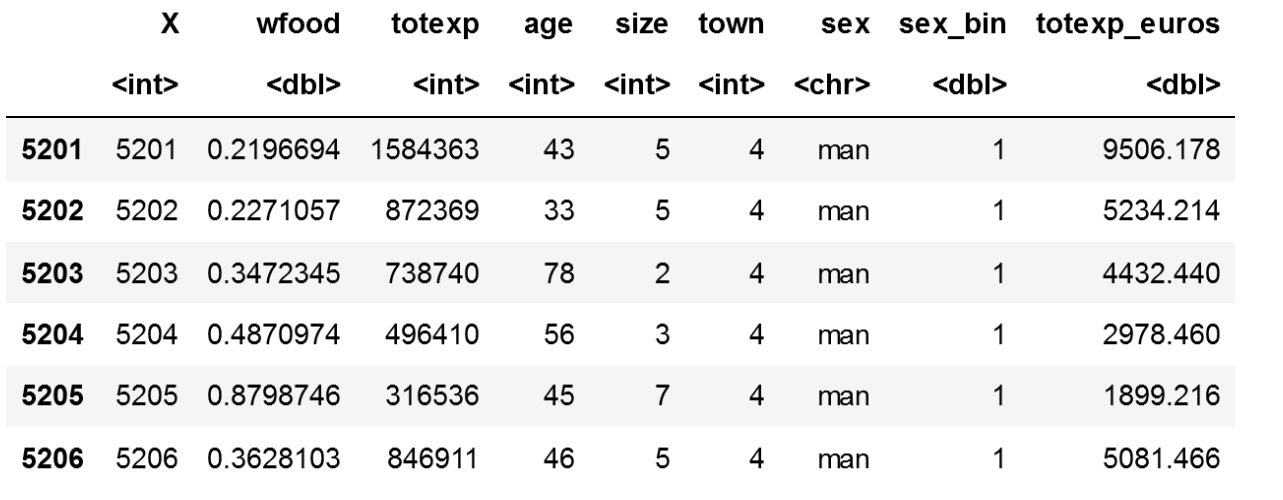 X wfood totexp age size town sex sex_bin totexp_euros
<int> <dbl> <int> <int> <int> <int> <chr> <dbl> <dbl>
5201 5201 0.2196694 1584363 43 5 4 man 1 9506.178
5202 5202 0.2271057 872369 33 5 4 man 1 5234.214
5203 5203 0.3472345 738740 78 2 4 man 1 4432.440
5204 5204 0.4870974 496410 56 3 4 man 1 2978.460
5205 5205 0.8798746 316536 45 7 4 man 1 1899.216
5206 5206 0.3628103 846911 46 5 4 man 1 5081.466